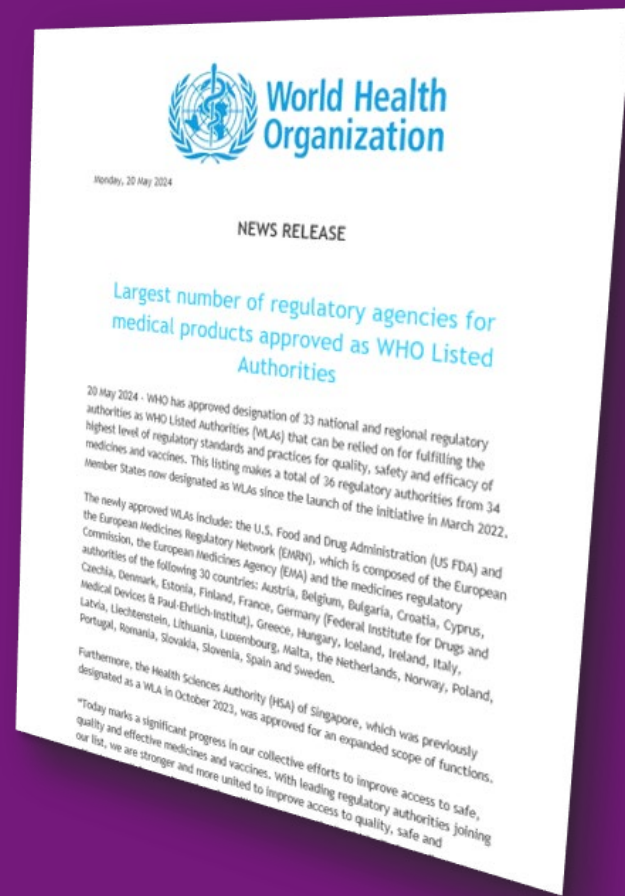 World Health
Organization
Monday, 20 May 2024
NEWS RELEASE
Largest number of regulatory agencies for
medical products approved as WHO Listed
Authorities
20 May 2024 - WHO has approved designation of 33 national and regional regulatory
authorities as WHO Listed Authorities (WLAs) that can be relied on for fulfilling the
highest level of regulatory standards and practices for quality, safety and efficacy of
medicines and vaccines. This listing makes a total of 36 regulatory authorities from 34
Member States now designated as WLAs since the launch of the initiative in March 2022.
The newly approved WLAs include: the U.S. Food and Drug Administration (US FDA) and
the European Medicines Regulatory Network (EMRN), which is composed of the European
Commission, the European Medicines Agency (EMA) and the medicines regulatory
authorities of the following 30 countries: Austria, Belgium, Bulgaria, Croatia, Cyprus,
Czechia, Denmark, Estonia, Finland, France, Germany (Federal Institute for Drugs and
Medical Devices & Paul-Ehrlich-Institut), Greece, Hungary, Iceland, Ireland, Italy,
Latvia, Liechtenstein, Lithuania, Luxembourg, Malta, the Netherlands, Norway, Poland,
Portugal, Romania, Slovakia, Slovenia, Spain and Sweden.
Furthermore, the Health Sciences Authority (HSA) of Singapore, which was previously
designated as a WLA in October 2023, was approved for an expanded scope of functions.
"Today marks a significant progress in our collective efforts to improve access to safe,
quality and effective medicines and vaccines. With leading regulatory authorities joining
our list, we are stronger and more united to improve access to quality, safe and